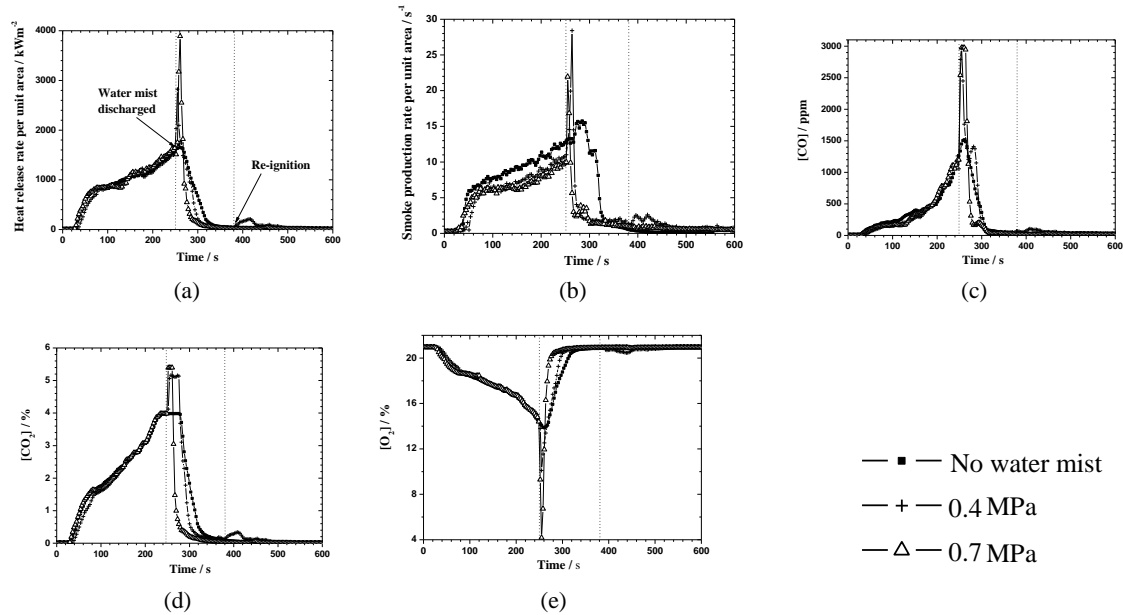 Heat release rate per unit area / kWm⁻²
4000
3000
2000
1000
0
Water mist
discharged
Re-ignition
0 100 200 300 400 500 600
Time / s
(a)
Smoke production rate per unit area / s⁻¹
30
25
20
15
10
5
0
0 100 200 300 400 500 600
Time / s
(b)
[CO] / ppm
3000
2500
2000
1500
1000
500
0
0 100 200 300 400 500 600
Time / s
(c)
[CO₂] / %
6
5
4
3
2
1
0
0 100 200 300 400 500 600
Time / s
(d)
[O₂] / %
20
16
12
8
4
0 100 200 300 400 500 600
Time / s
(e)
No water mist
0.4 MPa
0.7 MPa